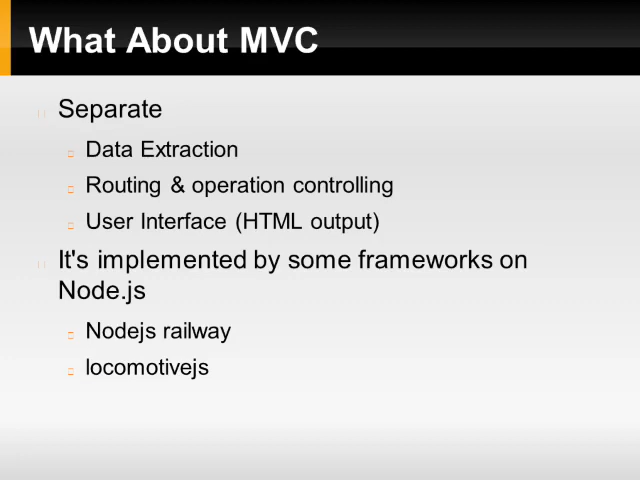 What About MVC
Separate
Data Extraction
Routing & operation controlling
User Interface (HTML output)
It's implemented by some frameworks on
Node.js
Nodejs railway
locomotivejs